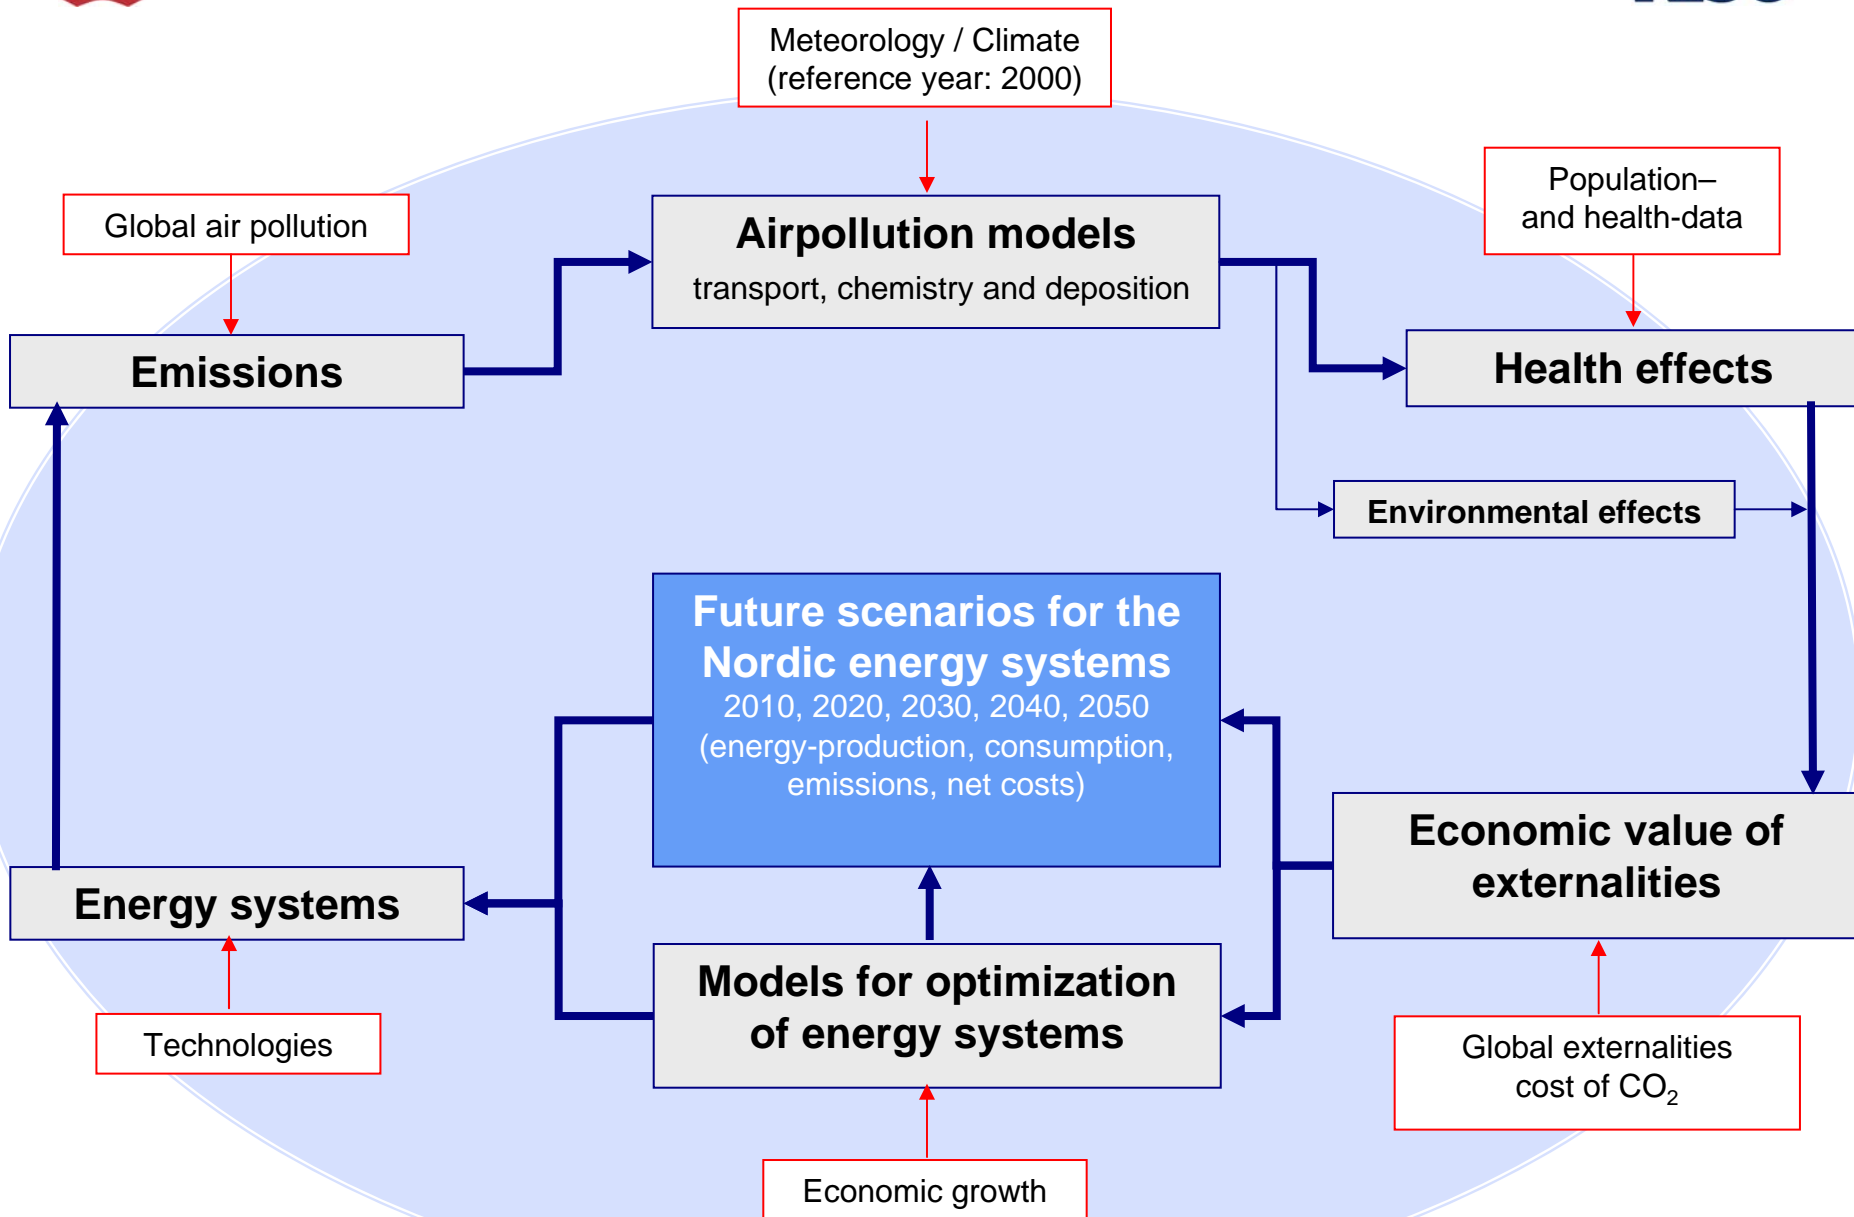 Meteorology / Climate
(reference year: 2000)
Population–
and health-data
Global air pollution
Airpollution models
transport, chemistry and deposition
Emissions
Health effects
Environmental effects
Future scenarios for the
Nordic energy systems
2010, 2020, 2030, 2040, 2050
(energy-production, consumption,
emissions, net costs)
Economic value of
externalities
Energy systems
Models for optimization
of energy systems
Technologies
Global externalities
cost of CO₂
Economic growth